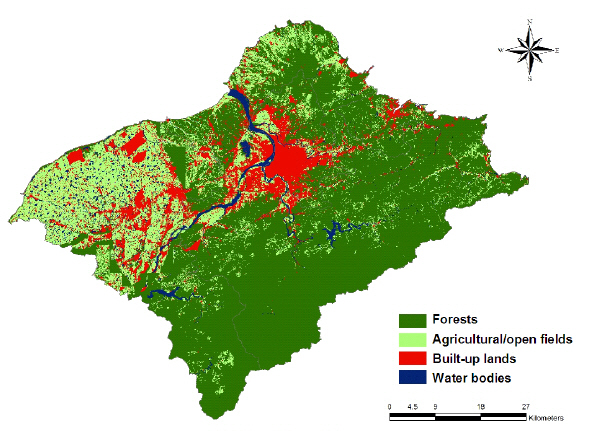 N
W E
S
Forests
Agricultural/open fields
Built-up lands
Water bodies
0 4.5 9 18 27
Kilometers